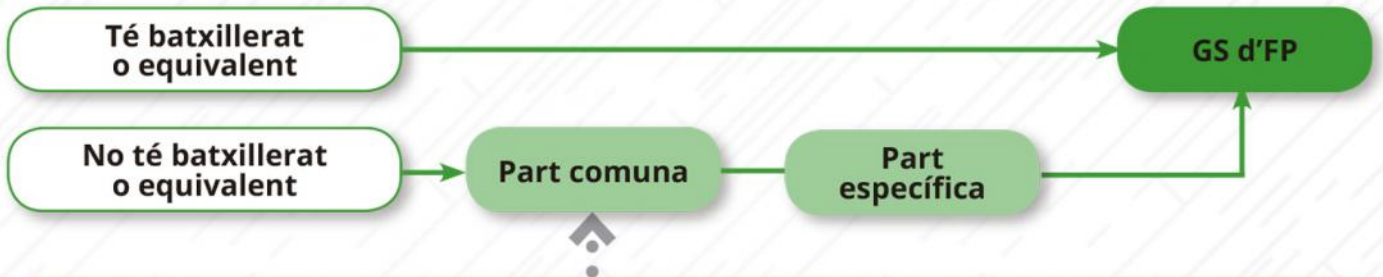 Té batxillerat
o equivalent
GS d'FP
No té batxillerat
o equivalent
Part comuna
Part
específica